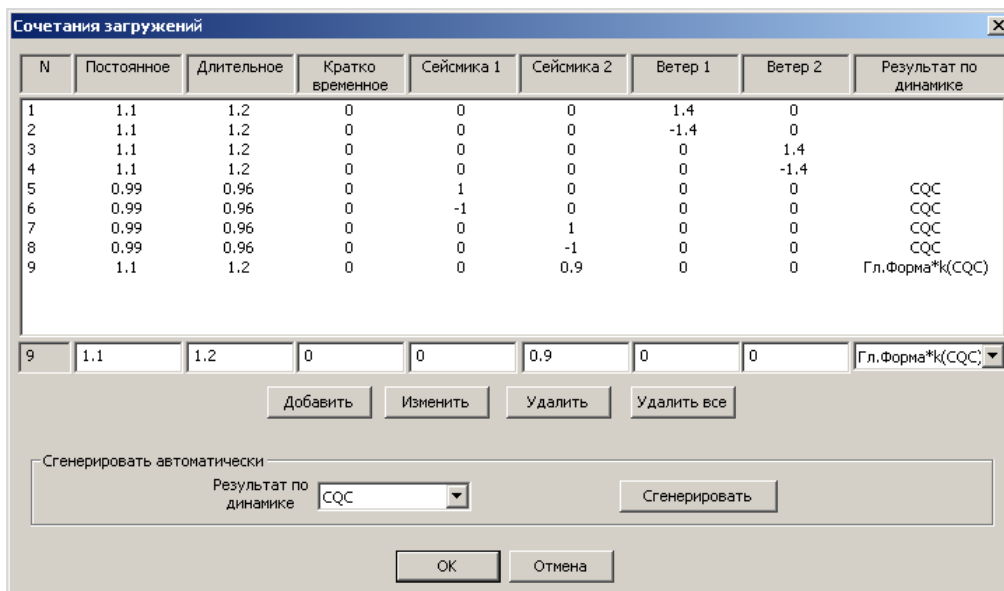 Сочетания загружений
N Постоянное Длительное Кратко временное Сейсмика 1 Сейсмика 2 Ветер 1 Ветер 2 Результат по динамике
1 1.1 1.2 0 0 0 1.4 0
2 1.1 1.2 0 0 0 -1.4 0
3 1.1 1.2 0 0 0 0 1.4
4 1.1 1.2 0 0 0 0 -1.4
5 0.99 0.96 0 1 0 0 0 CQC
6 0.99 0.96 0 -1 0 0 0 CQC
7 0.99 0.96 0 0 1 0 0 CQC
8 0.99 0.96 0 0 -1 0 0 CQC
9 1.1 1.2 0 0 0.9 0 0 Гл.Форма*k(CQC)
9 1.1 1.2 0 0 0.9 0 0 Гл.Форма*k(CQC)
Добавить Изменить Удалить Удалить все
Сгенерировать автоматически
Результат по динамике CQC Сгенерировать
OK Отмена